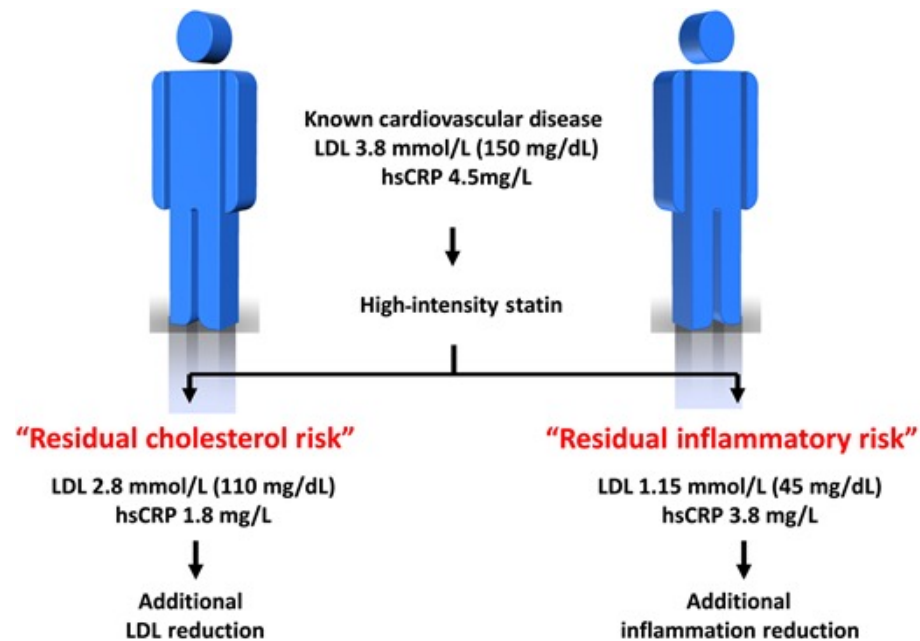 Known cardiovascular disease
LDL 3.8 mmol/L (150 mg/dL)
hsCRP 4.5mg/L
High-intensity statin
“Residual cholesterol risk”
LDL 2.8 mmol/L (110 mg/dL)
hsCRP 1.8 mg/L
Additional
LDL reduction
“Residual inflammatory risk”
LDL 1.15 mmol/L (45 mg/dL)
hsCRP 3.8 mg/L
Additional
inflammation reduction